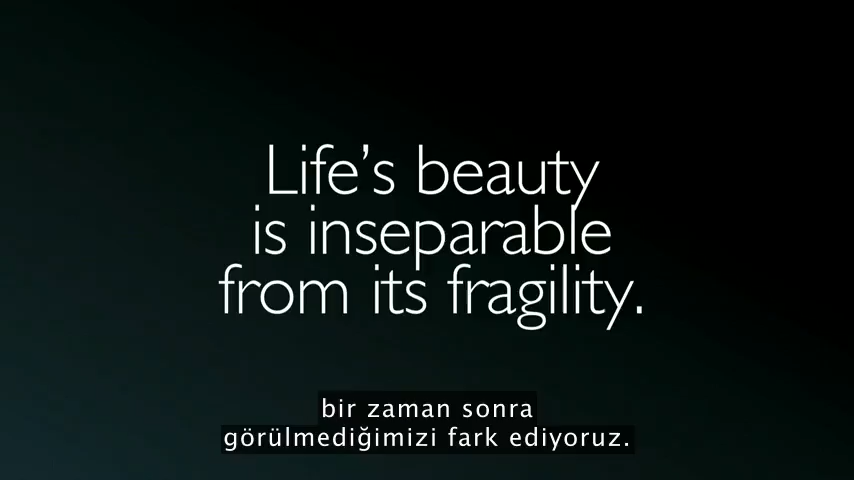 Life’s beauty
is inseparable
from its fragility.
bir zaman sonra
görülmediğimizi fark ediyoruz.